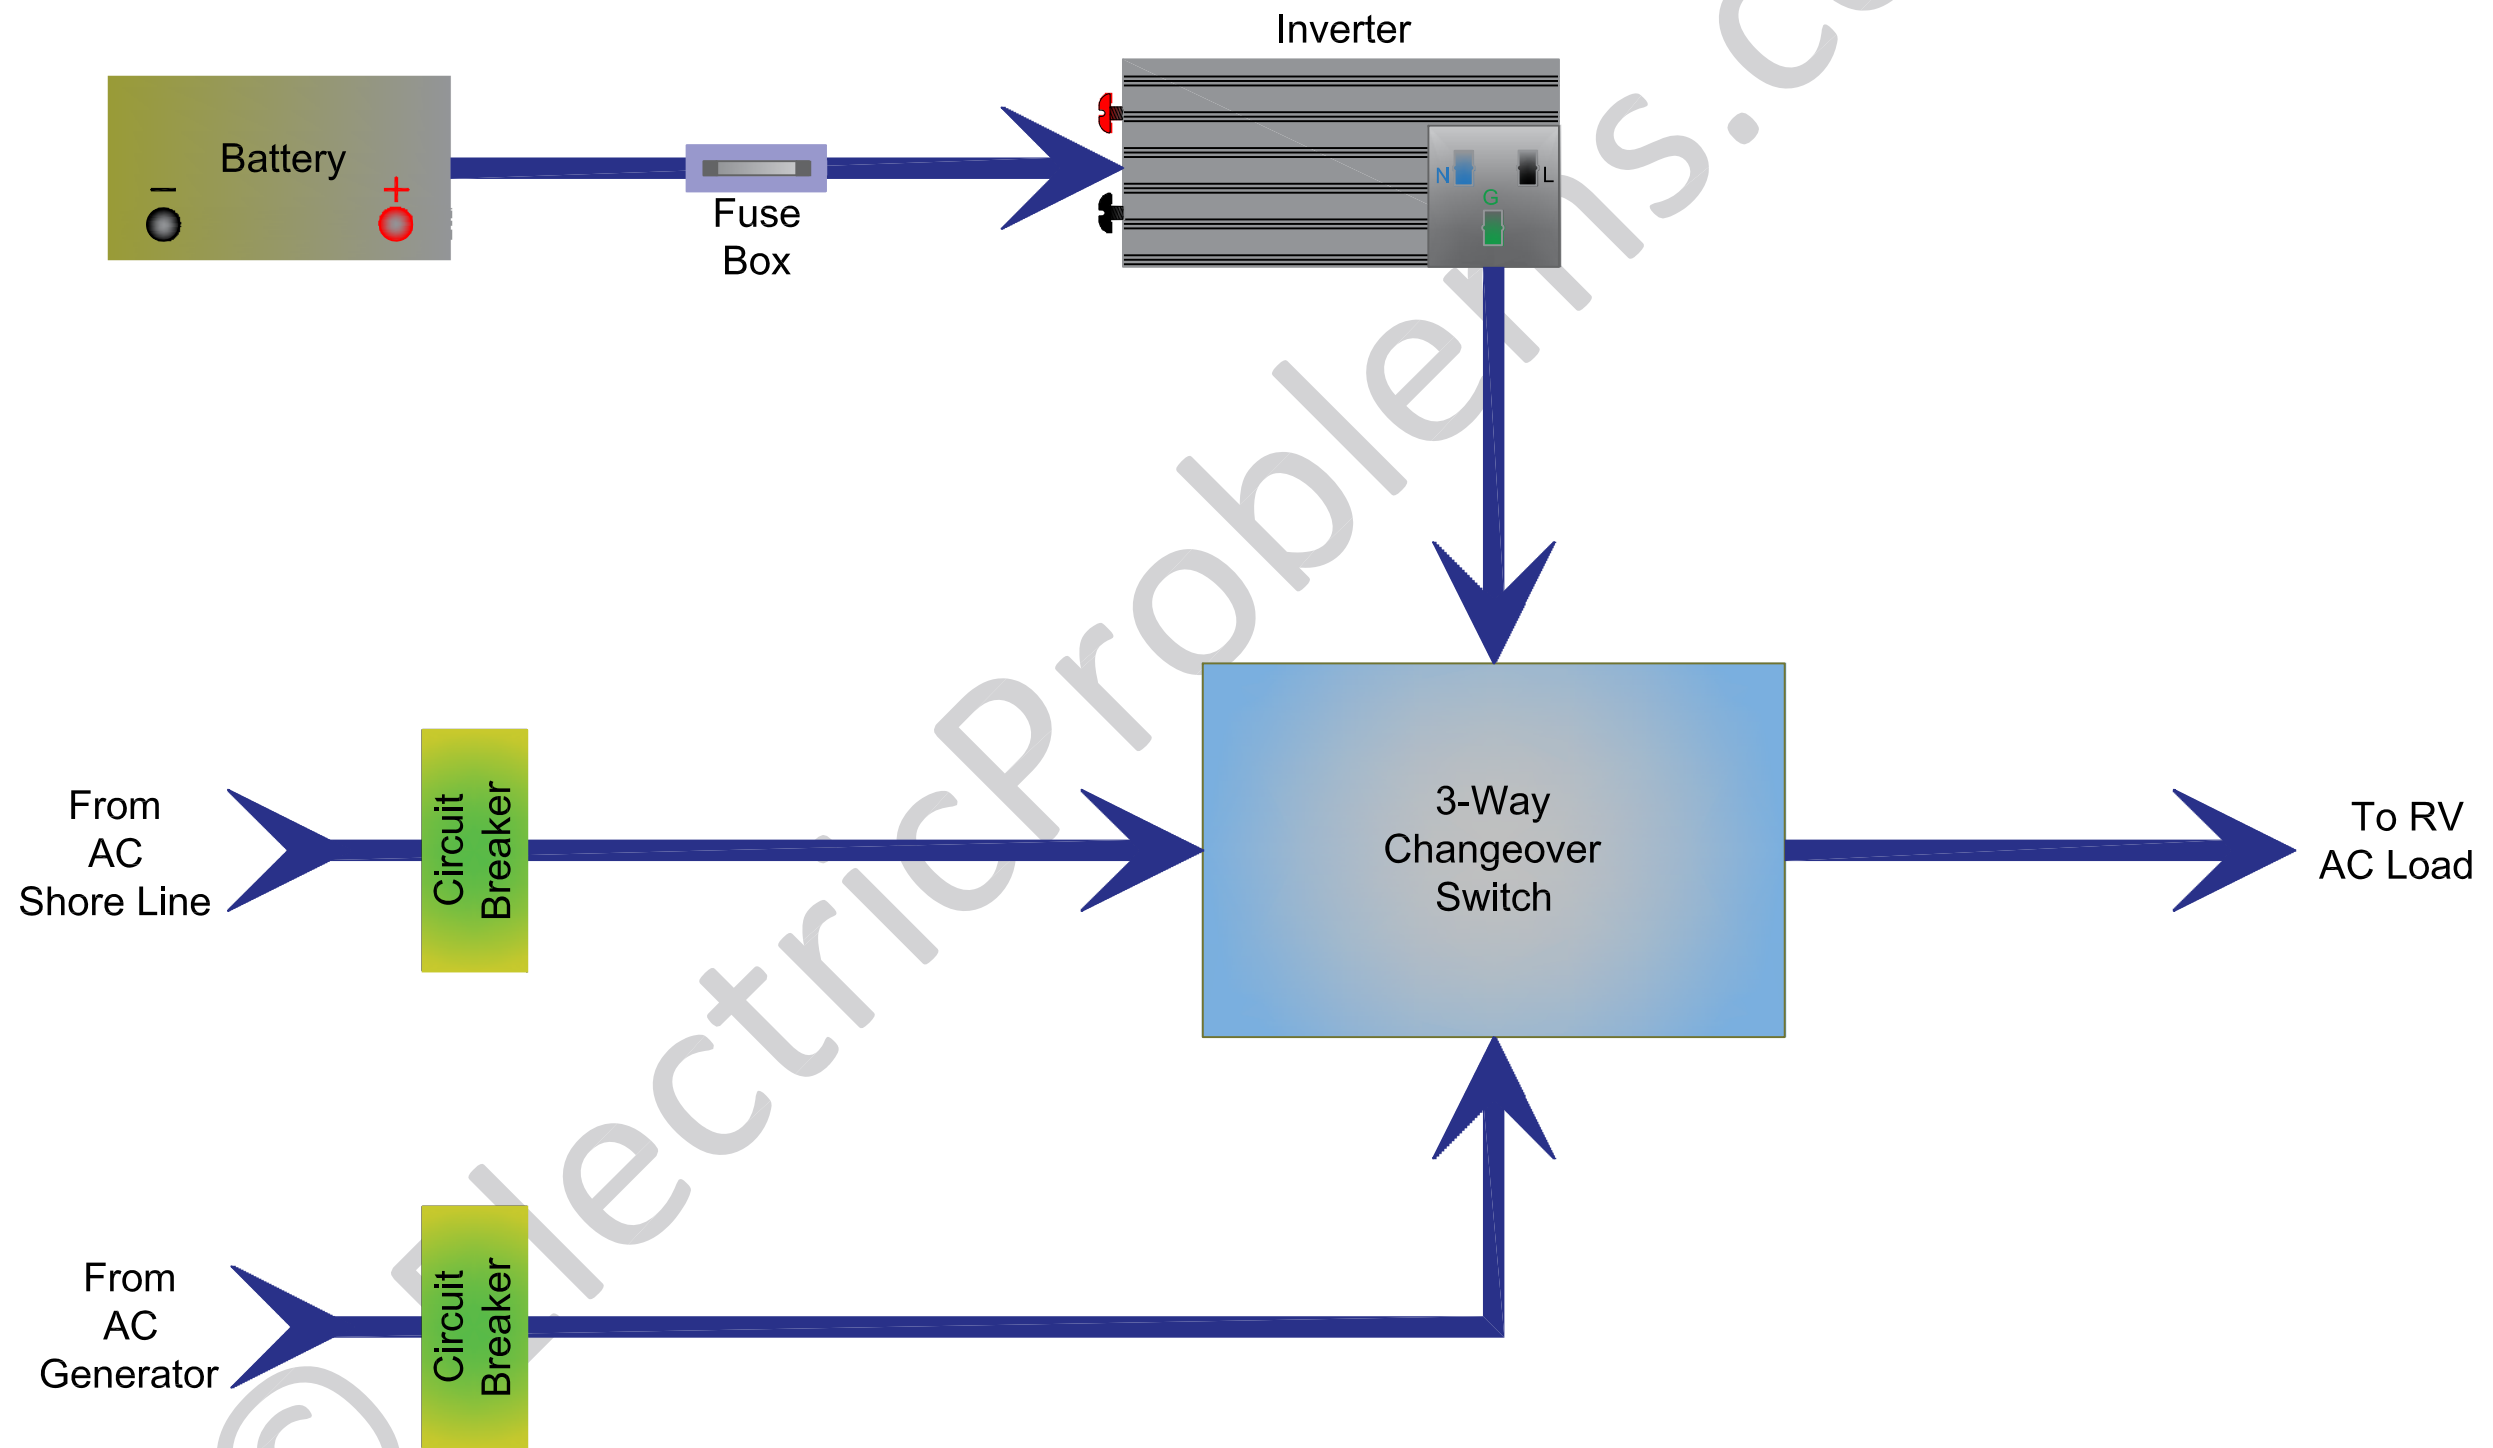 Inverter
Battery
−
+
Fuse
Box
N
L
G
From
AC
Shore Line
Circuit
Breaker
3-Way
Changeover
Switch
To RV
AC Load
From
AC
Generator
Circuit
Breaker
©ElectricProblems.c